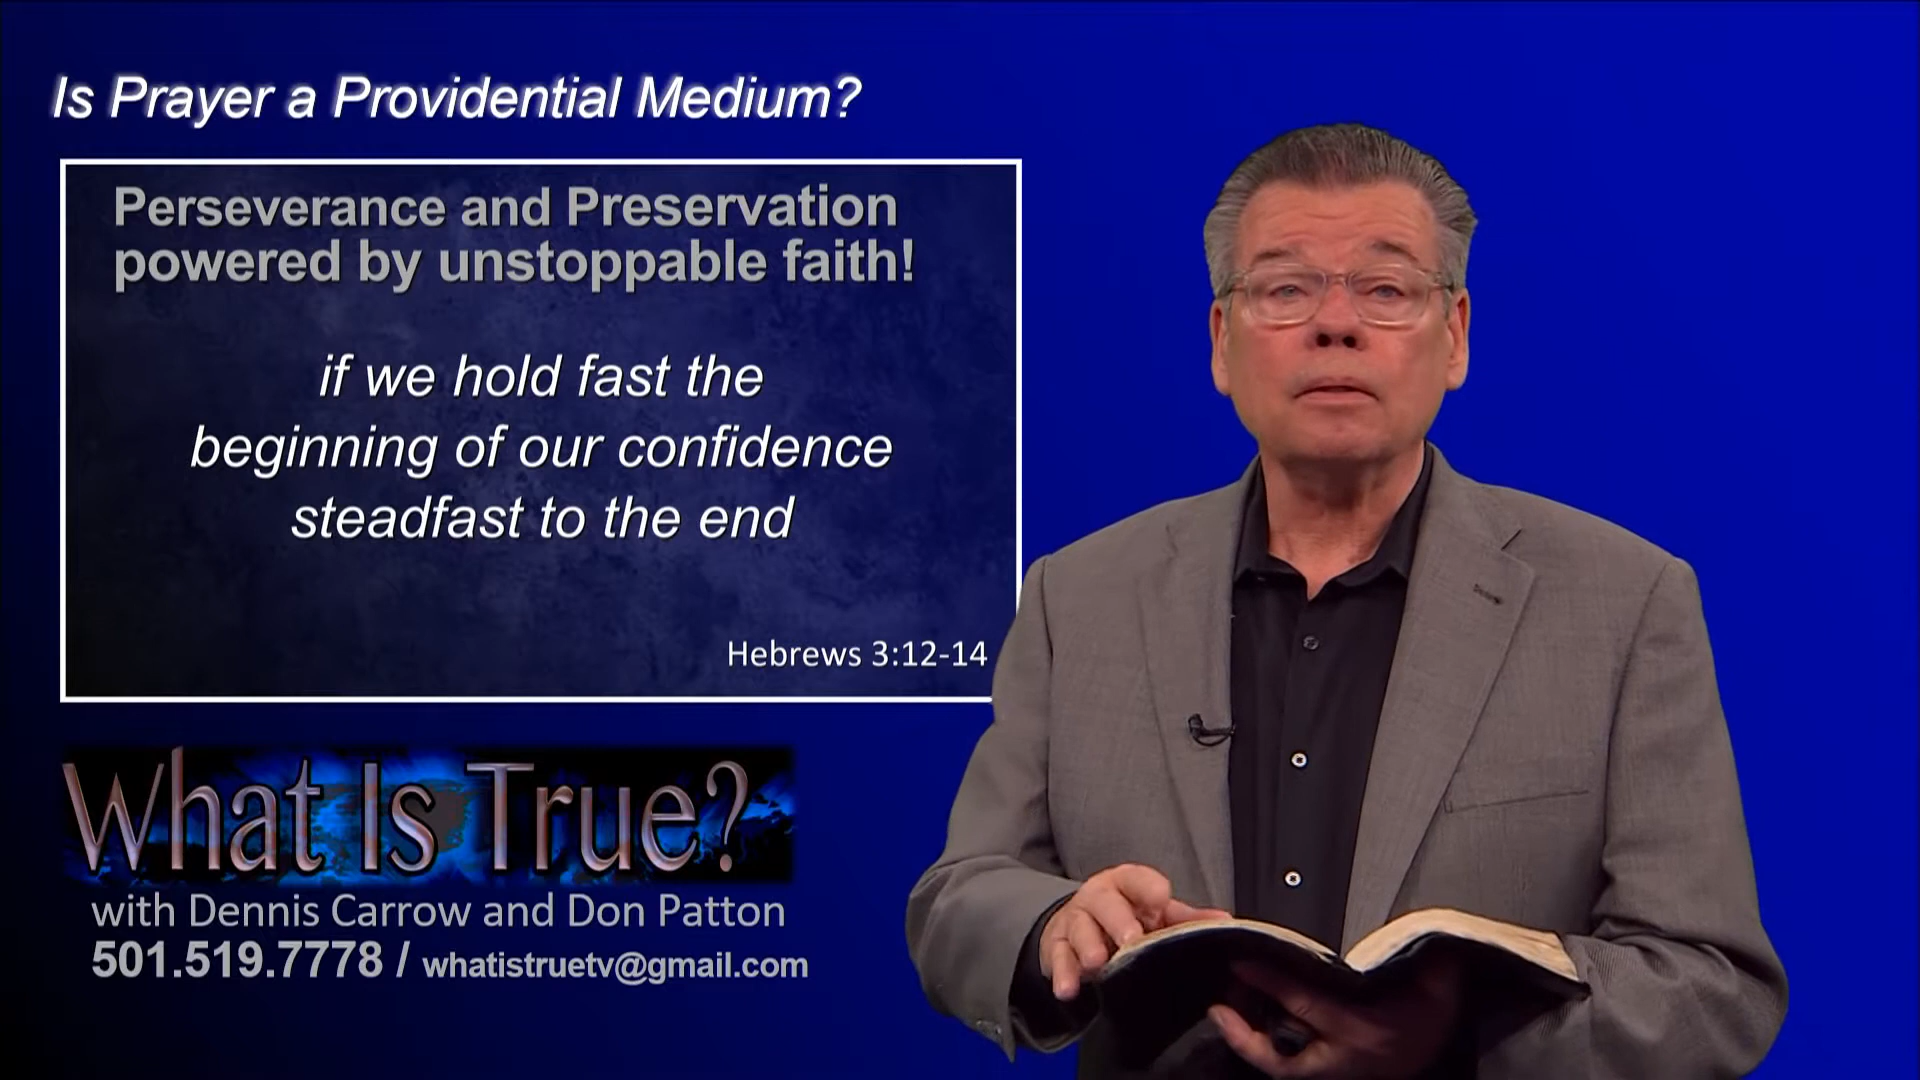 Is Prayer a Providential Medium?
Perseverance and Preservation
powered by unstoppable faith!
if we hold fast the
beginning of our confidence
steadfast to the end
Hebrews 3:12-14
What Is True?
with Dennis Carrow and Don Patton
501.519.7778 / whatistruetv@gmail.com